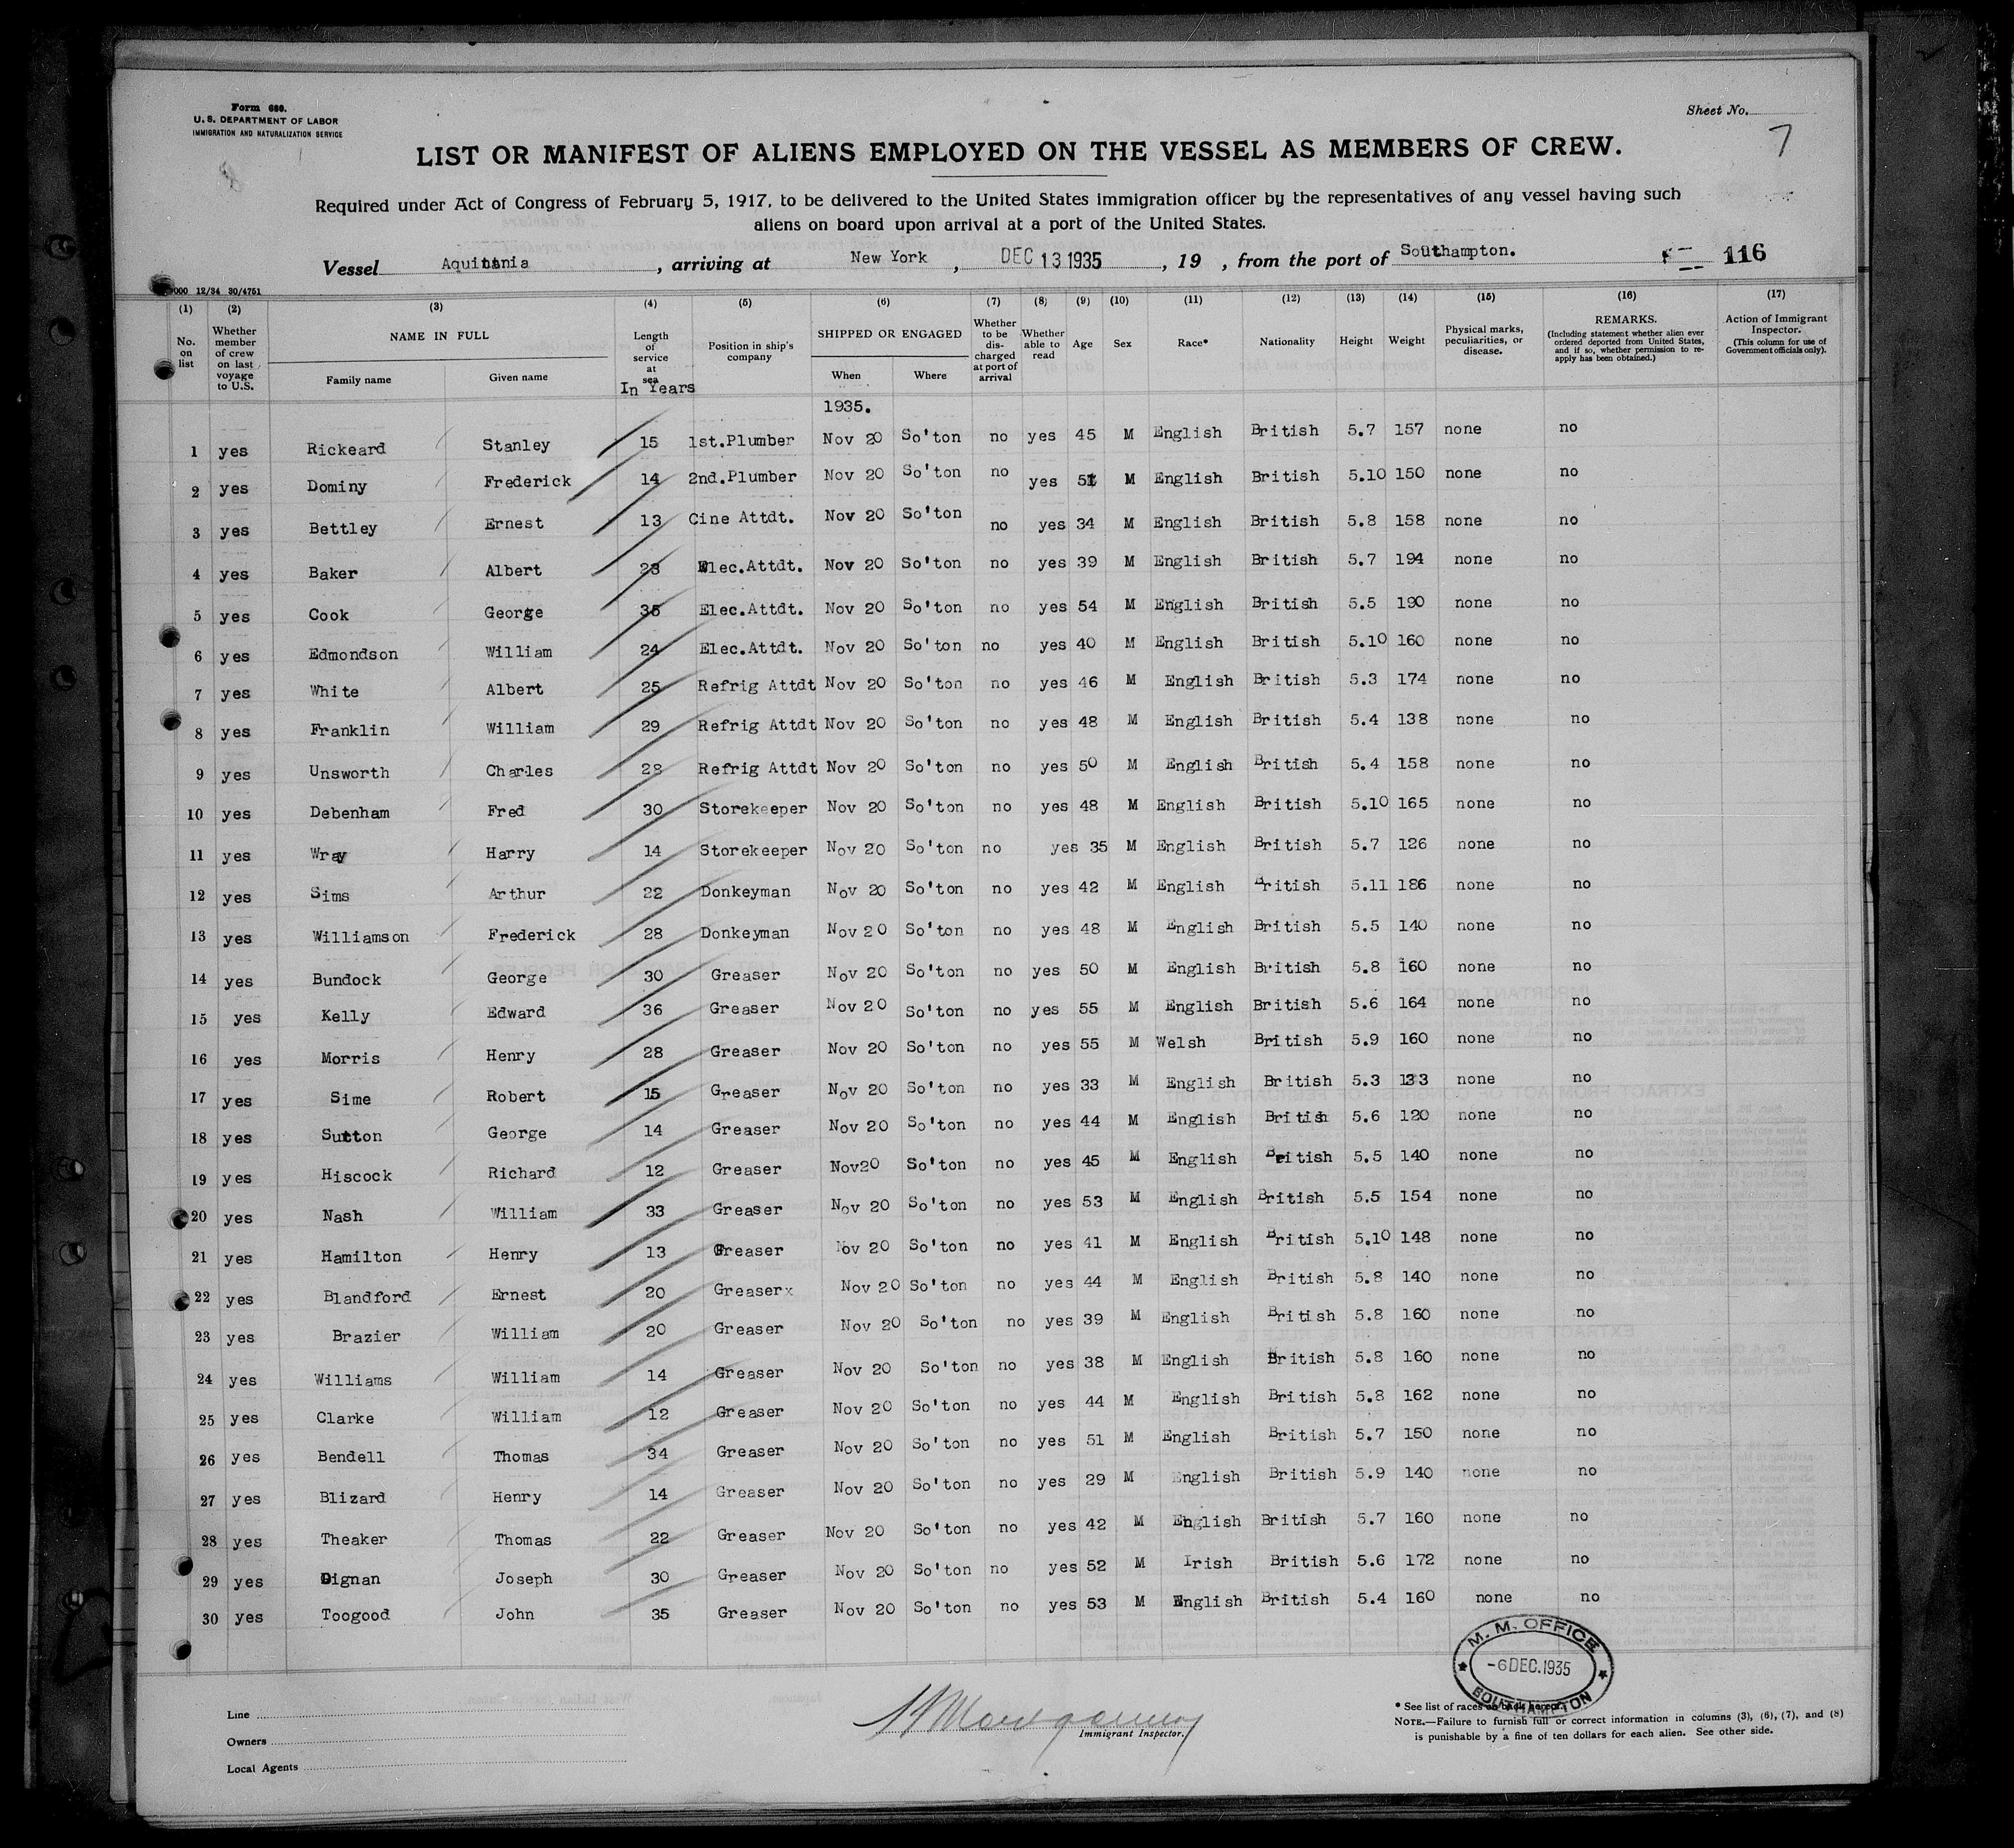 Form 680.
U. S. DEPARTMENT OF LABOR
IMMIGRATION AND NATURALIZATION SERVICE
Sheet No.
7
LIST OR MANIFEST OF ALIENS EMPLOYED ON THE VESSEL AS MEMBERS OF CREW.
Required under Act of Congress of February 5, 1917, to be delivered to the United States immigration officer by the representatives of any vessel having such
aliens on board upon arrival at a port of the United States.
Vessel Aquitania, arriving at New York, DEC 13 1935, 19 , from the port of Southampton. 116
000 12/34 30/4751
(1) (2) (3) (4) (5) (6) (7) (8) (9) (10) (11) (12) (13) (14) (15) (16) (17)
No. on list Whether member of crew on last voyage to U.S. NAME IN FULL Family name Given name Length of service at sea In Years Position in ship's company SHIPPED OR ENGAGED When Where Whether to be discharged at port of arrival Whether able to read Age Sex Race* Nationality Height Weight Physical marks, peculiarities, or disease. REMARKS. (Including statement whether alien ever ordered deported from United States, and if so, whether permission to reapply has been obtained.) Action of Immigrant Inspector. (This column for use of Government officials only).
1935.
1 yes Rickeard Stanley 15 1st.Plumber Nov 20 So'ton no yes 45 M English British 5.7 157 none no
2 yes Dominy Frederick 14 2nd.Plumber Nov 20 So'ton no yes 51 M English British 5.10 150 none no
3 yes Bettley Ernest 13 Cine Attdt. Nov 20 So'ton no yes 34 M English British 5.8 158 none no
4 yes Baker Albert 23 Elec.Attdt. Nov 20 So'ton no yes 39 M English British 5.7 194 none no
5 yes Cook George 35 Elec.Attdt. Nov 20 So'ton no yes 54 M English British 5.5 190 none no
6 yes Edmondson William 24 Elec.Attdt. Nov 20 So'ton no yes 40 M English British 5.10 160 none no
7 yes White Albert 25 Refrig Attdt Nov 20 So'ton no yes 46 M English British 5.3 174 none no
8 yes Franklin William 29 Refrig Attdt Nov 20 So'ton no yes 48 M English British 5.4 138 none no
9 yes Unsworth Charles 28 Refrig Attdt Nov 20 So'ton no yes 50 M English British 5.4 158 none no
10 yes Debenham Fred 30 Storekeeper Nov 20 So'ton no yes 48 M English British 5.10 165 none no
11 yes Wray Harry 14 Storekeeper Nov 20 So'ton no yes 35 M English British 5.7 126 none no
12 yes Sims Arthur 22 Donkeyman Nov 20 So'ton no yes 42 M English British 5.11 186 none no
13 yes Williamson Frederick 28 Donkeyman Nov 20 So'ton no yes 48 M English British 5.5 140 none no
14 yes Bundock George 30 Greaser Nov 20 So'ton no yes 50 M English British 5.8 160 none no
15 yes Kelly Edward 36 Greaser Nov 20 So'ton no yes 55 M English British 5.6 164 none no
16 yes Morris Henry 28 Greaser Nov 20 So'ton no yes 55 M Welsh British 5.9 160 none no
17 yes Sime Robert 15 Greaser Nov 20 So'ton no yes 33 M English British 5.3 133 none no
18 yes Sutton George 14 Greaser Nov 20 So'ton no yes 44 M English British 5.6 120 none no
19 yes Hiscock Richard 12 Greaser Nov20 So'ton no yes 45 M English British 5.5 140 none no
20 yes Nash William 33 Greaser Nov 20 So'ton no yes 53 M English British 5.5 154 none no
21 yes Hamilton Henry 13 Greaser Nov 20 So'ton no yes 41 M English British 5.10 148 none no
22 yes Blandford Ernest 20 Greaserx Nov 20 So'ton no yes 44 M English British 5.8 140 none no
23 yes Brazier William 20 Greaser Nov 20 So'ton no yes 39 M English British 5.8 160 none no
24 yes Williams William 14 Greaser Nov 20 So'ton no yes 38 M English British 5.8 160 none no
25 yes Clarke William 12 Greaser Nov 20 So'ton no yes 44 M English British 5.8 162 none no
26 yes Bendell Thomas 34 Greaser Nov 20 So'ton no yes 51 M English British 5.7 150 none no
27 yes Blizard Henry 14 Greaser Nov 20 So'ton no yes 29 M English British 5.9 140 none no
28 yes Theaker Thomas 22 Greaser Nov 20 So'ton no yes 42 M English British 5.7 160 none no
29 yes Dignan Joseph 30 Greaser Nov 20 So'ton no yes 52 M Irish British 5.6 172 none no
30 yes Toogood John 35 Greaser Nov 20 So'ton no yes 53 M English British 5.4 160 none no
M. M. OFFICE
-6 DEC. 1935
SOUTHAMPTON
Line
Owners
Local Agents
Immigrant Inspector.
* See list of races on back hereof.
NOTE.—Failure to furnish full or correct information in columns (3), (6), (7), and (8)
is punishable by a fine of ten dollars for each alien. See other side.